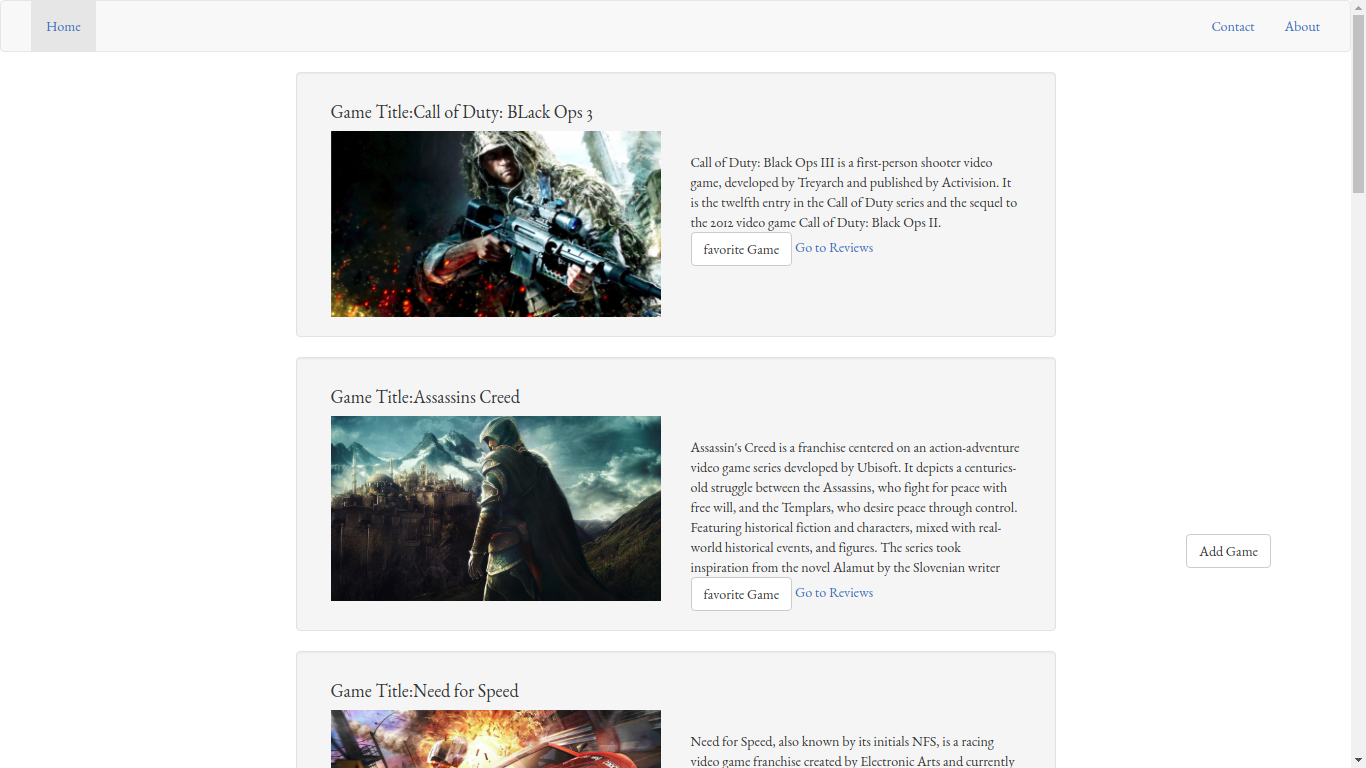 Home
Contact
About
Game Title:Call of Duty: BLack Ops 3
Call of Duty: Black Ops III is a first-person shooter video
game, developed by Treyarch and published by Activision. It
is the twelfth entry in the Call of Duty series and the sequel to
the 2012 video game Call of Duty: Black Ops II.
favorite Game Go to Reviews
Game Title:Assassins Creed
Assassin's Creed is a franchise centered on an action-adventure
video game series developed by Ubisoft. It depicts a centuries-
old struggle between the Assassins, who fight for peace with
free will, and the Templars, who desire peace through control.
Featuring historical fiction and characters, mixed with real-
world historical events, and figures. The series took
inspiration from the novel Alamut by the Slovenian writer
favorite Game Go to Reviews
Add Game
Game Title:Need for Speed
Need for Speed, also known by its initials NFS, is a racing
video game franchise created by Electronic Arts and currently